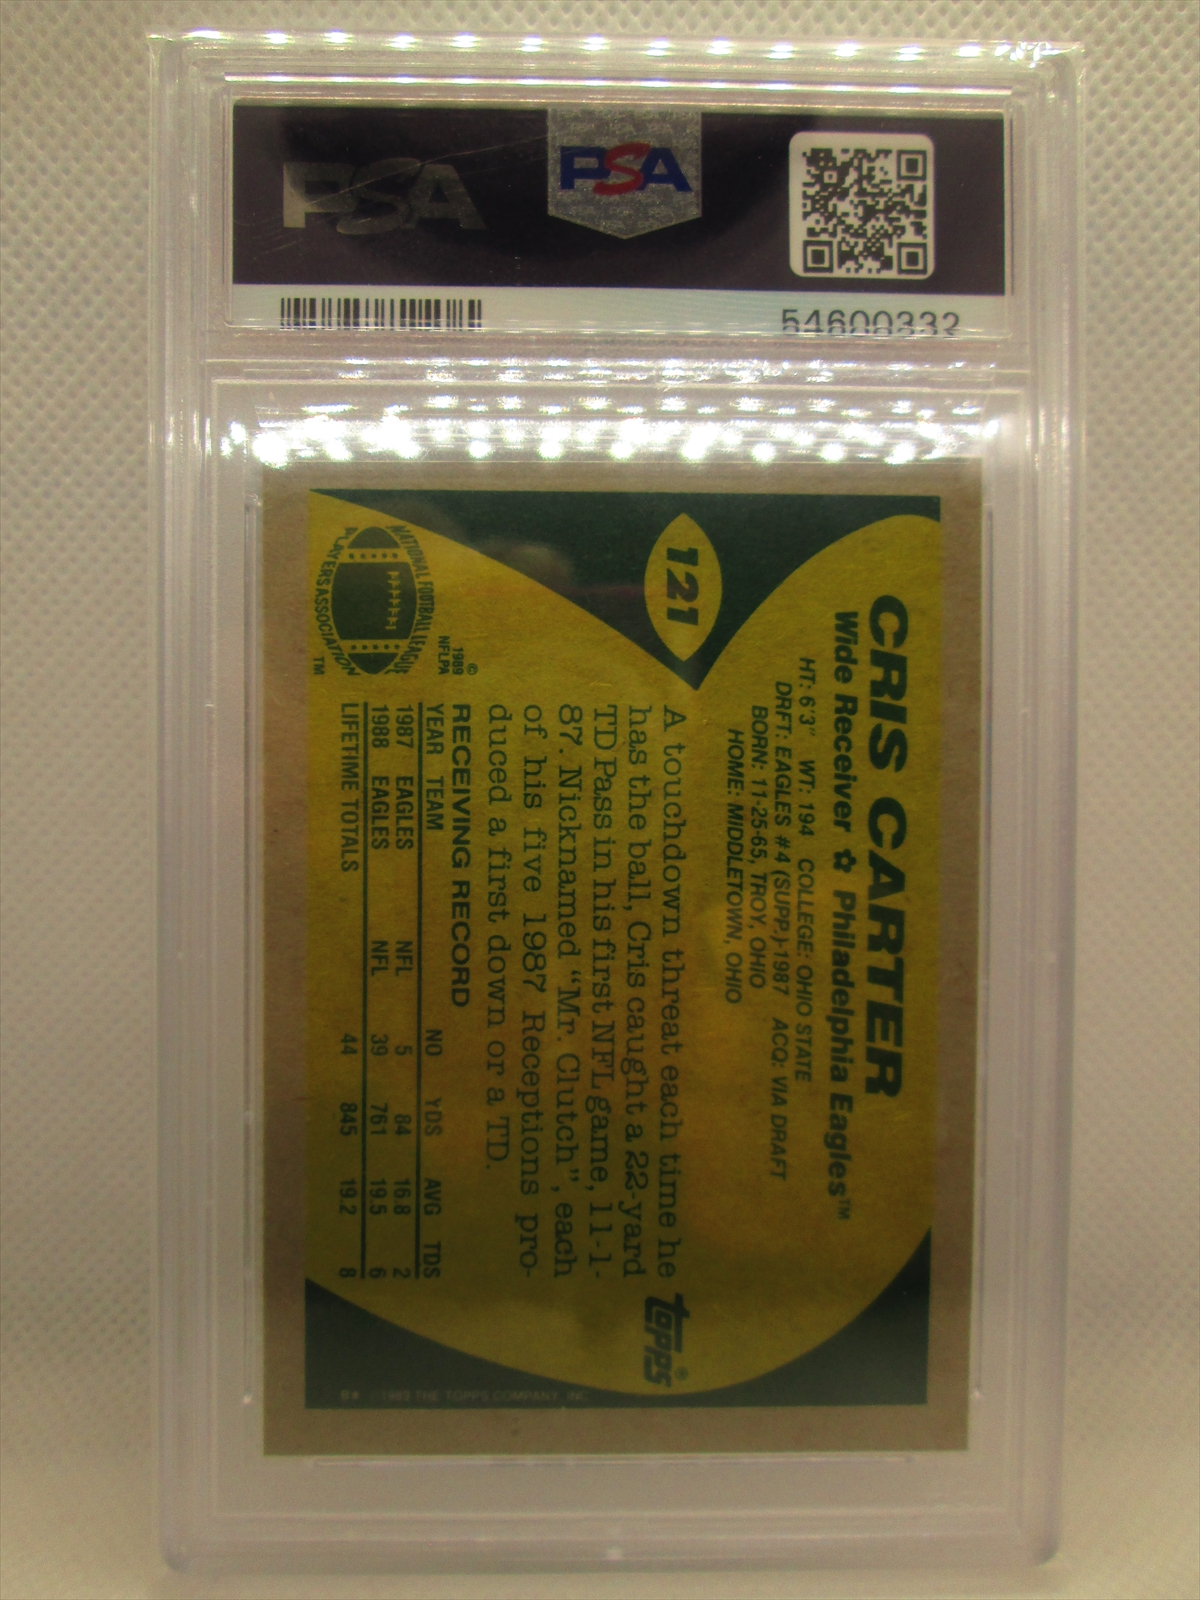 PSA
PSA
54600332
121
CRIS CARTER
Wide Receiver ✿ Philadelphia Eagles™
HT: 6'3" WT: 194 COLLEGE: OHIO STATE
DRFT: EAGLES #4 (SUPP.)-1987 ACQ: VIA DRAFT
BORN: 11-25-65, TROY, OHIO
HOME: MIDDLETOWN, OHIO
A touchdown threat each time he
has the ball, Cris caught a 22-yard
TD Pass in his first NFL game, 11-1-
87. Nicknamed “Mr. Clutch”, each
of his five 1987 Receptions pro-
duced a first down or a TD.
topps®
NATIONAL FOOTBALL LEAGUE
PLAYERS ASSOCIATION
TM
©
1989
NFLPA
RECEIVING RECORD
YEAR TEAM NO YDS AVG TDS
1987 EAGLES NFL 5 84 16.8 2
1988 EAGLES NFL 39 761 19.5 6
LIFETIME TOTALS 44 845 19.2 8
B* ©1989 THE TOPPS COMPANY, INC.